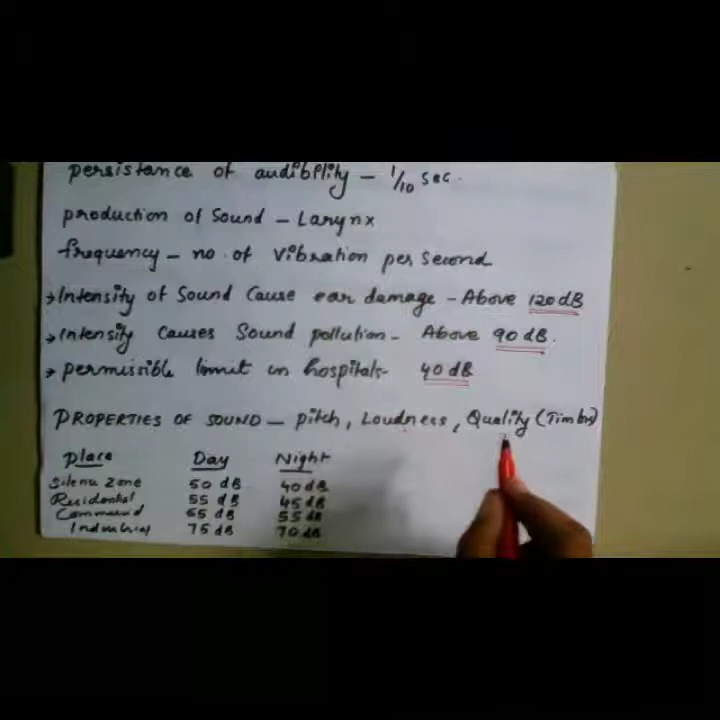 persistance of audibility - 1/10 sec.
production of Sound - Larynx
frequency - no. of vibration per second
→ Intensity of Sound cause ear damage - Above 120 dB
→ Intensity causes Sound pollution - Above 90 dB.
→ permissible limit in hospitals - 40 dB
PROPERTIES OF SOUND - pitch, Loudness, Quality (Timbre)
place Day Night
Silence zone 50 dB 40 dB
Residential 55 dB 45 dB
65 dB 55 dB
Industrial 75 dB 70 dB